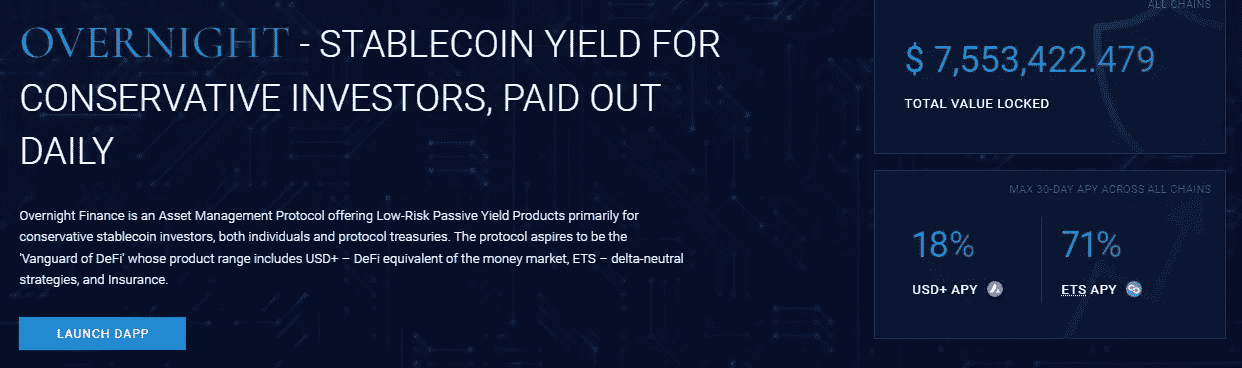 OVERNIGHT - STABLECOIN YIELD FOR
CONSERVATIVE INVESTORS, PAID OUT
DAILY
Overnight Finance is an Asset Management Protocol offering Low-Risk Passive Yield Products primarily for
conservative stablecoin investors, both individuals and protocol treasuries. The protocol aspires to be the
'Vanguard of DeFi' whose product range includes USD+ – DeFi equivalent of the money market, ETS – delta-neutral
strategies, and Insurance.
LAUNCH DAPP
ALL CHAINS
$ 7,553,422.479
TOTAL VALUE LOCKED
MAX 30-DAY APY ACROSS ALL CHAINS
18%
USD+ APY
71%
ETS APY